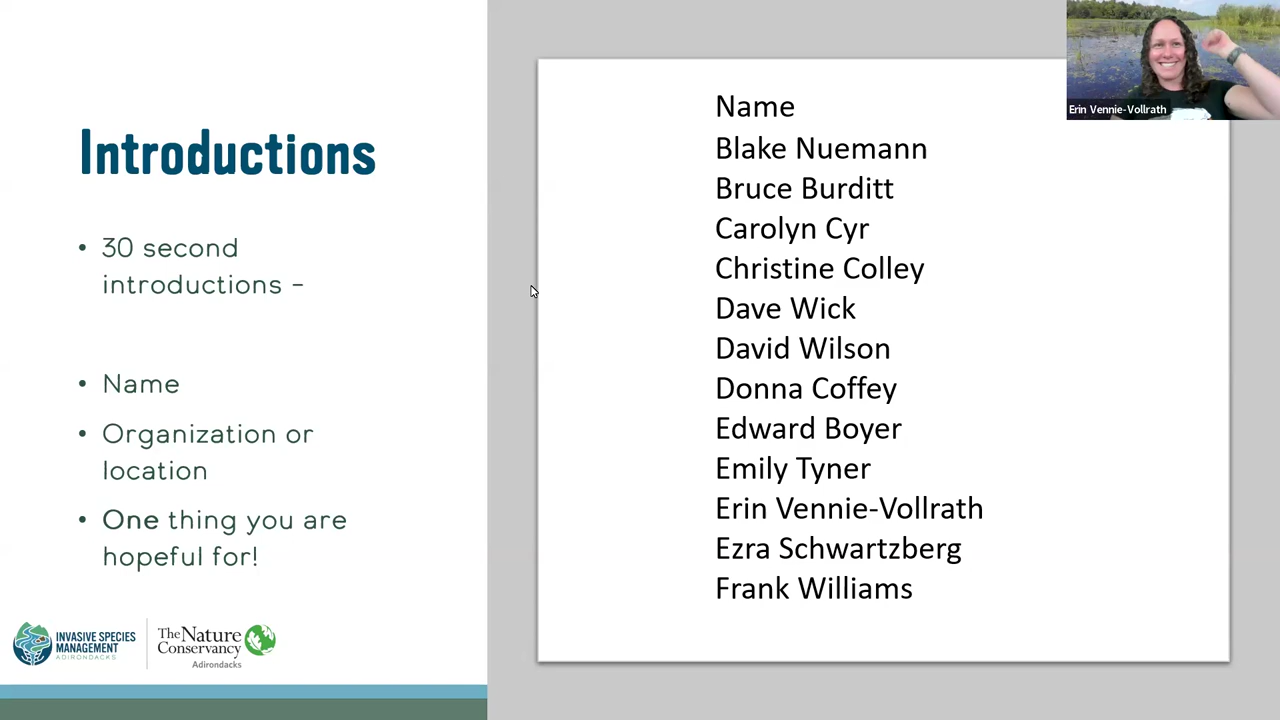 Introductions
• 30 second
introductions –
• Name
• Organization or
location
• One thing you are
hopeful for!
INVASIVE SPECIES
MANAGEMENT
ADIRONDACKS
The Nature
Conservancy
Adirondacks
Name
Blake Nuemann
Bruce Burditt
Carolyn Cyr
Christine Colley
Dave Wick
David Wilson
Donna Coffey
Edward Boyer
Emily Tyner
Erin Vennie-Vollrath
Ezra Schwartzberg
Frank Williams
Erin Vennie-Vollrath